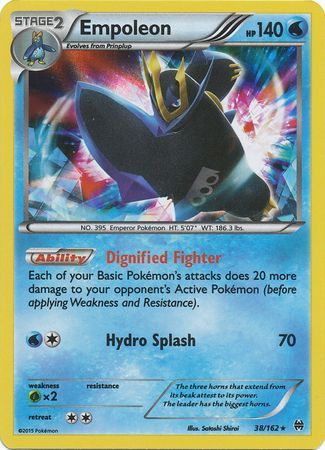 STAGE2
Empoleon
HP140
Evolves from Prinplup
NO. 395 Emperor Pokémon HT: 5'07" WT: 186.3 lbs.
Ability Dignified Fighter
Each of your Basic Pokémon's attacks does 20 more
damage to your opponent's Active Pokémon (before
applying Weakness and Resistance).
Hydro Splash 70
weakness resistance
×2
retreat
The three horns that extend from
its beak attest to its power.
The leader has the biggest horns.
©2015 Pokémon
Illus. Satoshi Shirai
38/162 ★